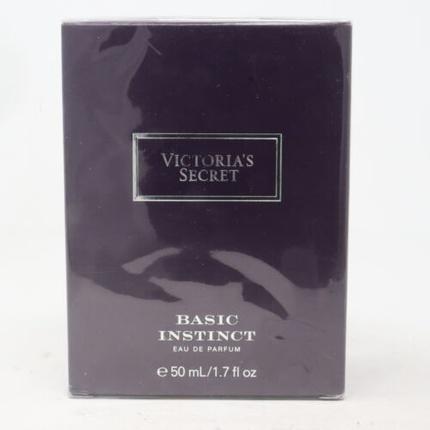 VICTORIA'S
SECRET
BASIC
INSTINCT
EAU DE PARFUM
℮ 50 mL/1.7 fl oz